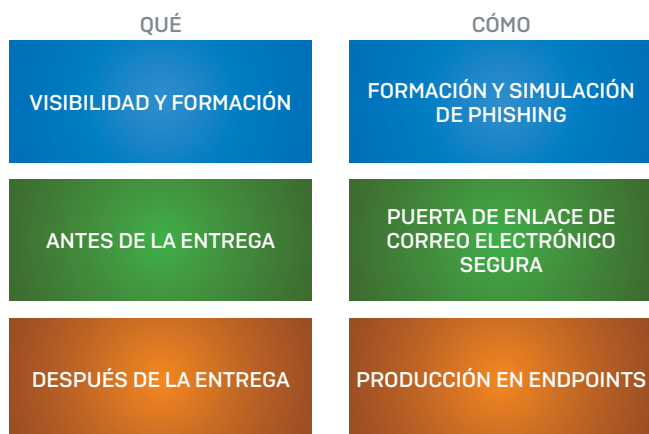 QUÉ
CÓMO
VISIBILIDAD Y FORMACIÓN
FORMACIÓN Y SIMULACIÓN
DE PHISHING
ANTES DE LA ENTREGA
PUERTA DE ENLACE DE
CORREO ELECTRÓNICO
SEGURA
DESPUÉS DE LA ENTREGA
PRODUCCIÓN EN ENDPOINTS